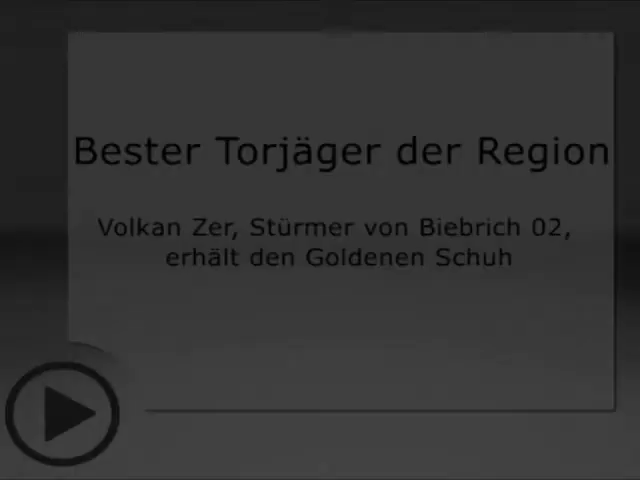 Bester Torjäger der Region
Volkan Zer, Stürmer von Biebrich 02,
erhält den Goldenen Schuh